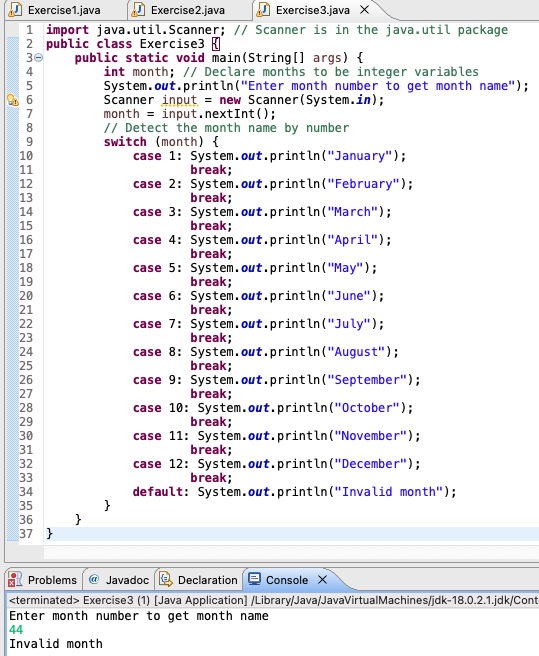 Exercise1.java Exercise2.java Exercise3.java
1 import java.util.Scanner; // Scanner is in the java.util package
2 public class Exercise3 {
3 public static void main(String[] args) {
4 int month; // Declare months to be integer variables
5 System.out.println("Enter month number to get month name");
6 Scanner input = new Scanner(System.in);
7 month = input.nextInt();
8 // Detect the month name by number
9 switch (month) {
10 case 1: System.out.println("January");
11 break;
12 case 2: System.out.println("February");
13 break;
14 case 3: System.out.println("March");
15 break;
16 case 4: System.out.println("April");
17 break;
18 case 5: System.out.println("May");
19 break;
20 case 6: System.out.println("June");
21 break;
22 case 7: System.out.println("July");
23 break;
24 case 8: System.out.println("August");
25 break;
26 case 9: System.out.println("September");
27 break;
28 case 10: System.out.println("October");
29 break;
30 case 11: System.out.println("November");
31 break;
32 case 12: System.out.println("December");
33 break;
34 default: System.out.println("Invalid month");
35 }
36 }
37 }
Problems @ Javadoc Declaration Console
<terminated> Exercise3 (1) [Java Application] /Library/Java/JavaVirtualMachines/jdk-18.0.2.1.jdk/Cont
Enter month number to get month name
44
Invalid month